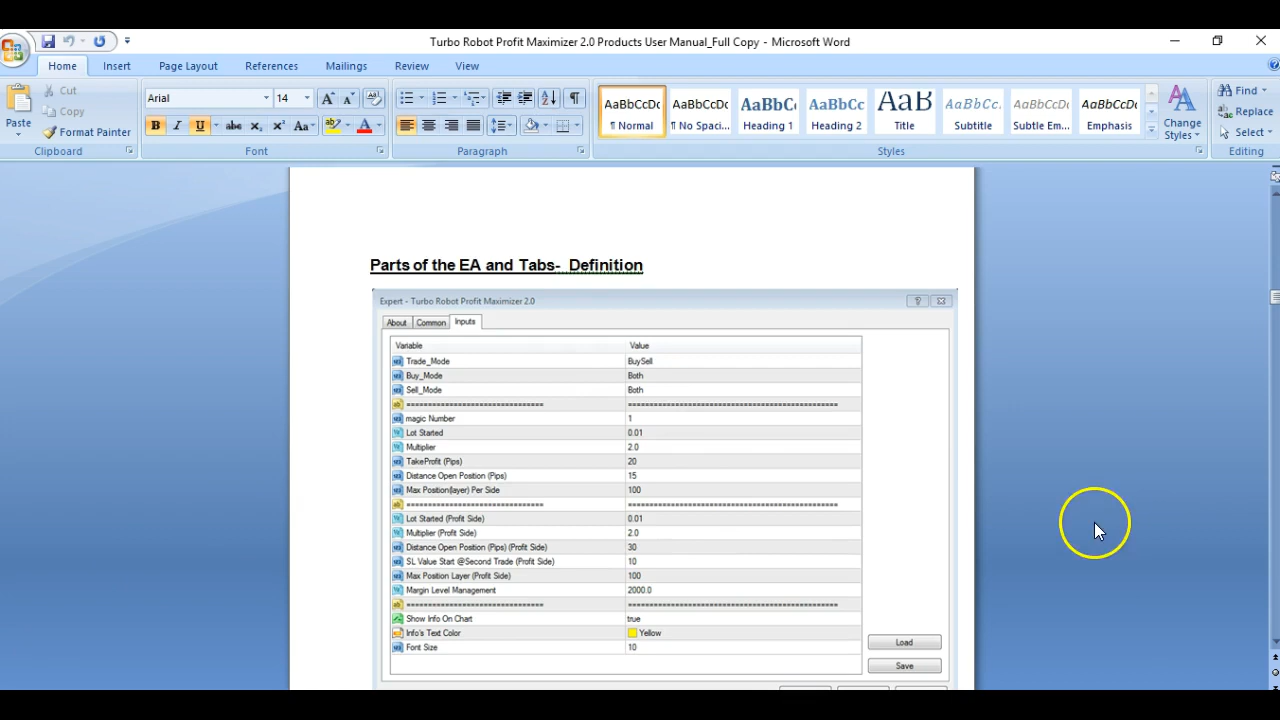 Turbo Robot Profit Maximizer 2.0 Products User Manual_Full Copy - Microsoft Word
Home Insert Page Layout References Mailings Review View
Cut
Copy
Paste
Format Painter
Clipboard
Arial 14
B I U abc X₂ X² Aa
ab A
Font
Paragraph
AaBbCcDc AaBbCcDc AaBbC AaBbCc AaB AaBbCc. AaBbCcDc AaBbCcDc
¶ Normal ¶ No Spaci... Heading 1 Heading 2 Title Subtitle Subtle Em... Emphasis
Change
Styles
Styles
Find
Replace
Select
Editing
Parts of the EA and Tabs-  Definition
Expert - Turbo Robot Profit Maximizer 2.0
About Common Inputs
Variable Value
Trade_Mode BuySell
Buy_Mode Both
Sell_Mode Both
magic Number 1
Lot Started 0.01
Multiplier 2.0
TakeProfit (Pips) 20
Distance Open Position (Pips) 15
Max Position(layer) Per Side 100
Lot Started (Profit Side) 0.01
Multiplier (Profit Side) 2.0
Distance Open Position (Pips) (Profit Side) 30
SL Value Start @Second Trade (Profit Side) 10
Max Position Layer (Profit Side) 100
Margin Level Management 2000.0
Show Info On Chart true
Info's Text Color Yellow
Font Size 10
Load
Save